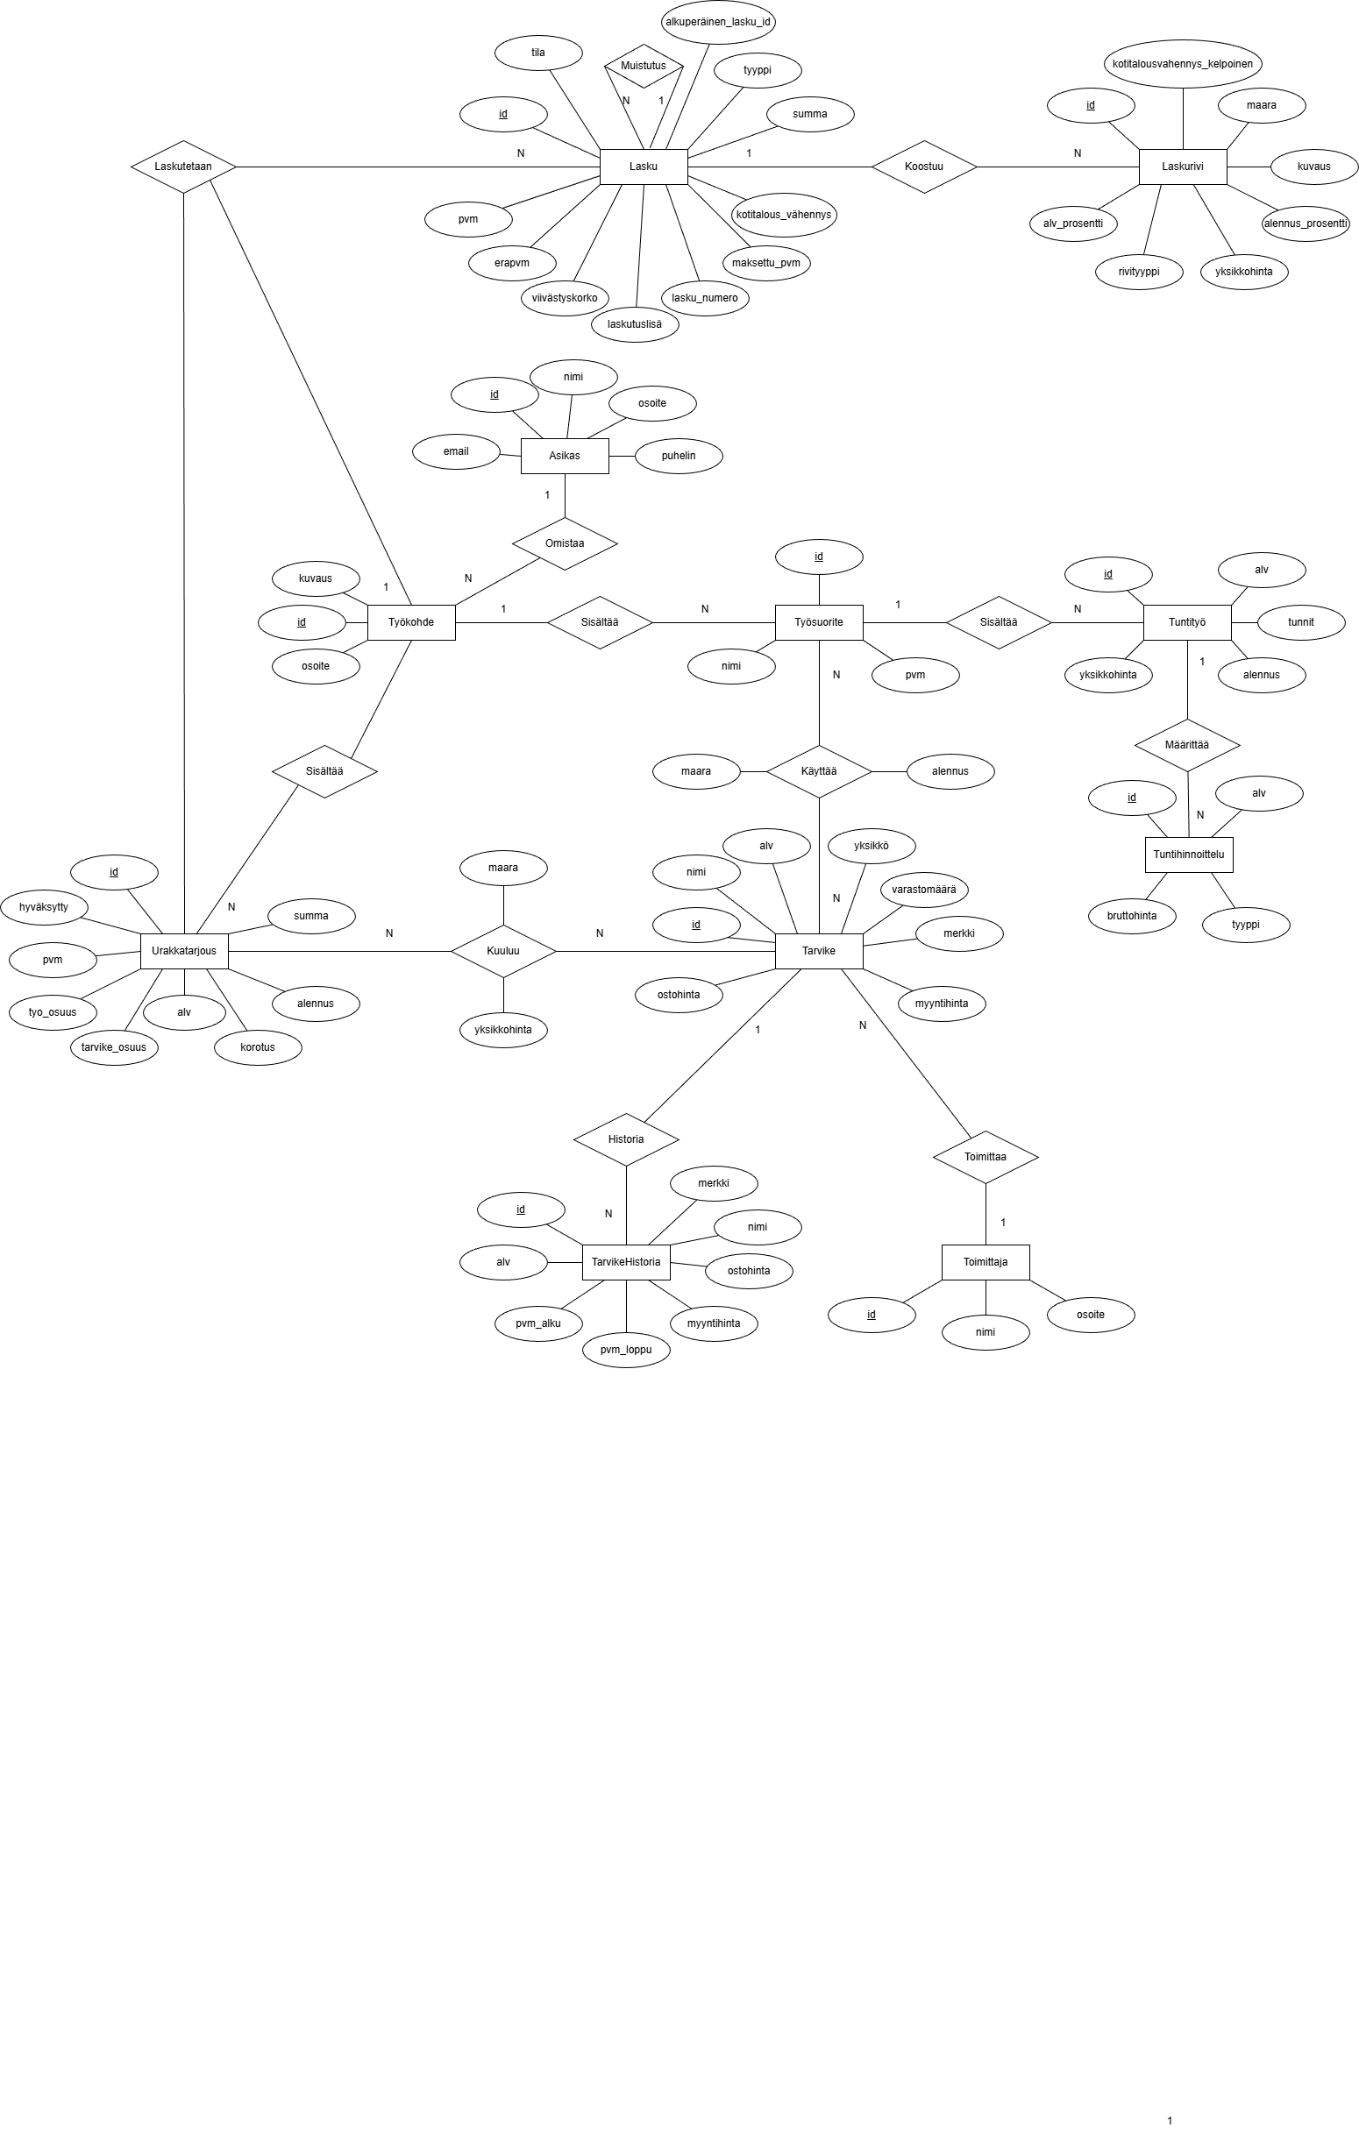 alkuperäinen_lasku_id
tila
Muistutus
tyyppi
kotitalousvahennys_kelpoinen
N
1
id
summa
id
maara
Laskutetaan
N
Lasku
1
Koostuu
N
Laskurivi
kuvaus
pvm
kotitalous_vähennys
alv_prosentti
alennus_prosentti
erapvm
maksettu_pvm
rivityyppi
yksikkohinta
viivästyskorko
lasku_numero
laskutuslisä
nimi
id
osoite
email
Asikas
puhelin
1
Omistaa
id
kuvaus
1
N
id
alv
id
Työkohde
1
Sisältää
N
Työsuorite
1
Sisältää
N
Tuntityö
tunnit
osoite
nimi
N
pvm
yksikkohinta
1
alennus
Määrittää
Sisältää
maara
Käyttää
alennus
id
alv
N
alv
yksikkö
Tuntihinnoittelu
id
maara
nimi
varastomäärä
hyväksytty
N
summa
id
N
merkki
bruttohinta
tyyppi
Urakkatarjous
N
Kuuluu
N
Tarvike
pvm
ostohinta
myyntihinta
tyo_osuus
alv
alennus
yksikkohinta
1
N
tarvike_osuus
korotus
Historia
Toimittaa
merkki
id
N
nimi
1
alv
TarvikeHistoria
ostohinta
Toimittaja
pvm_alku
myyntihinta
id
osoite
pvm_loppu
nimi
1